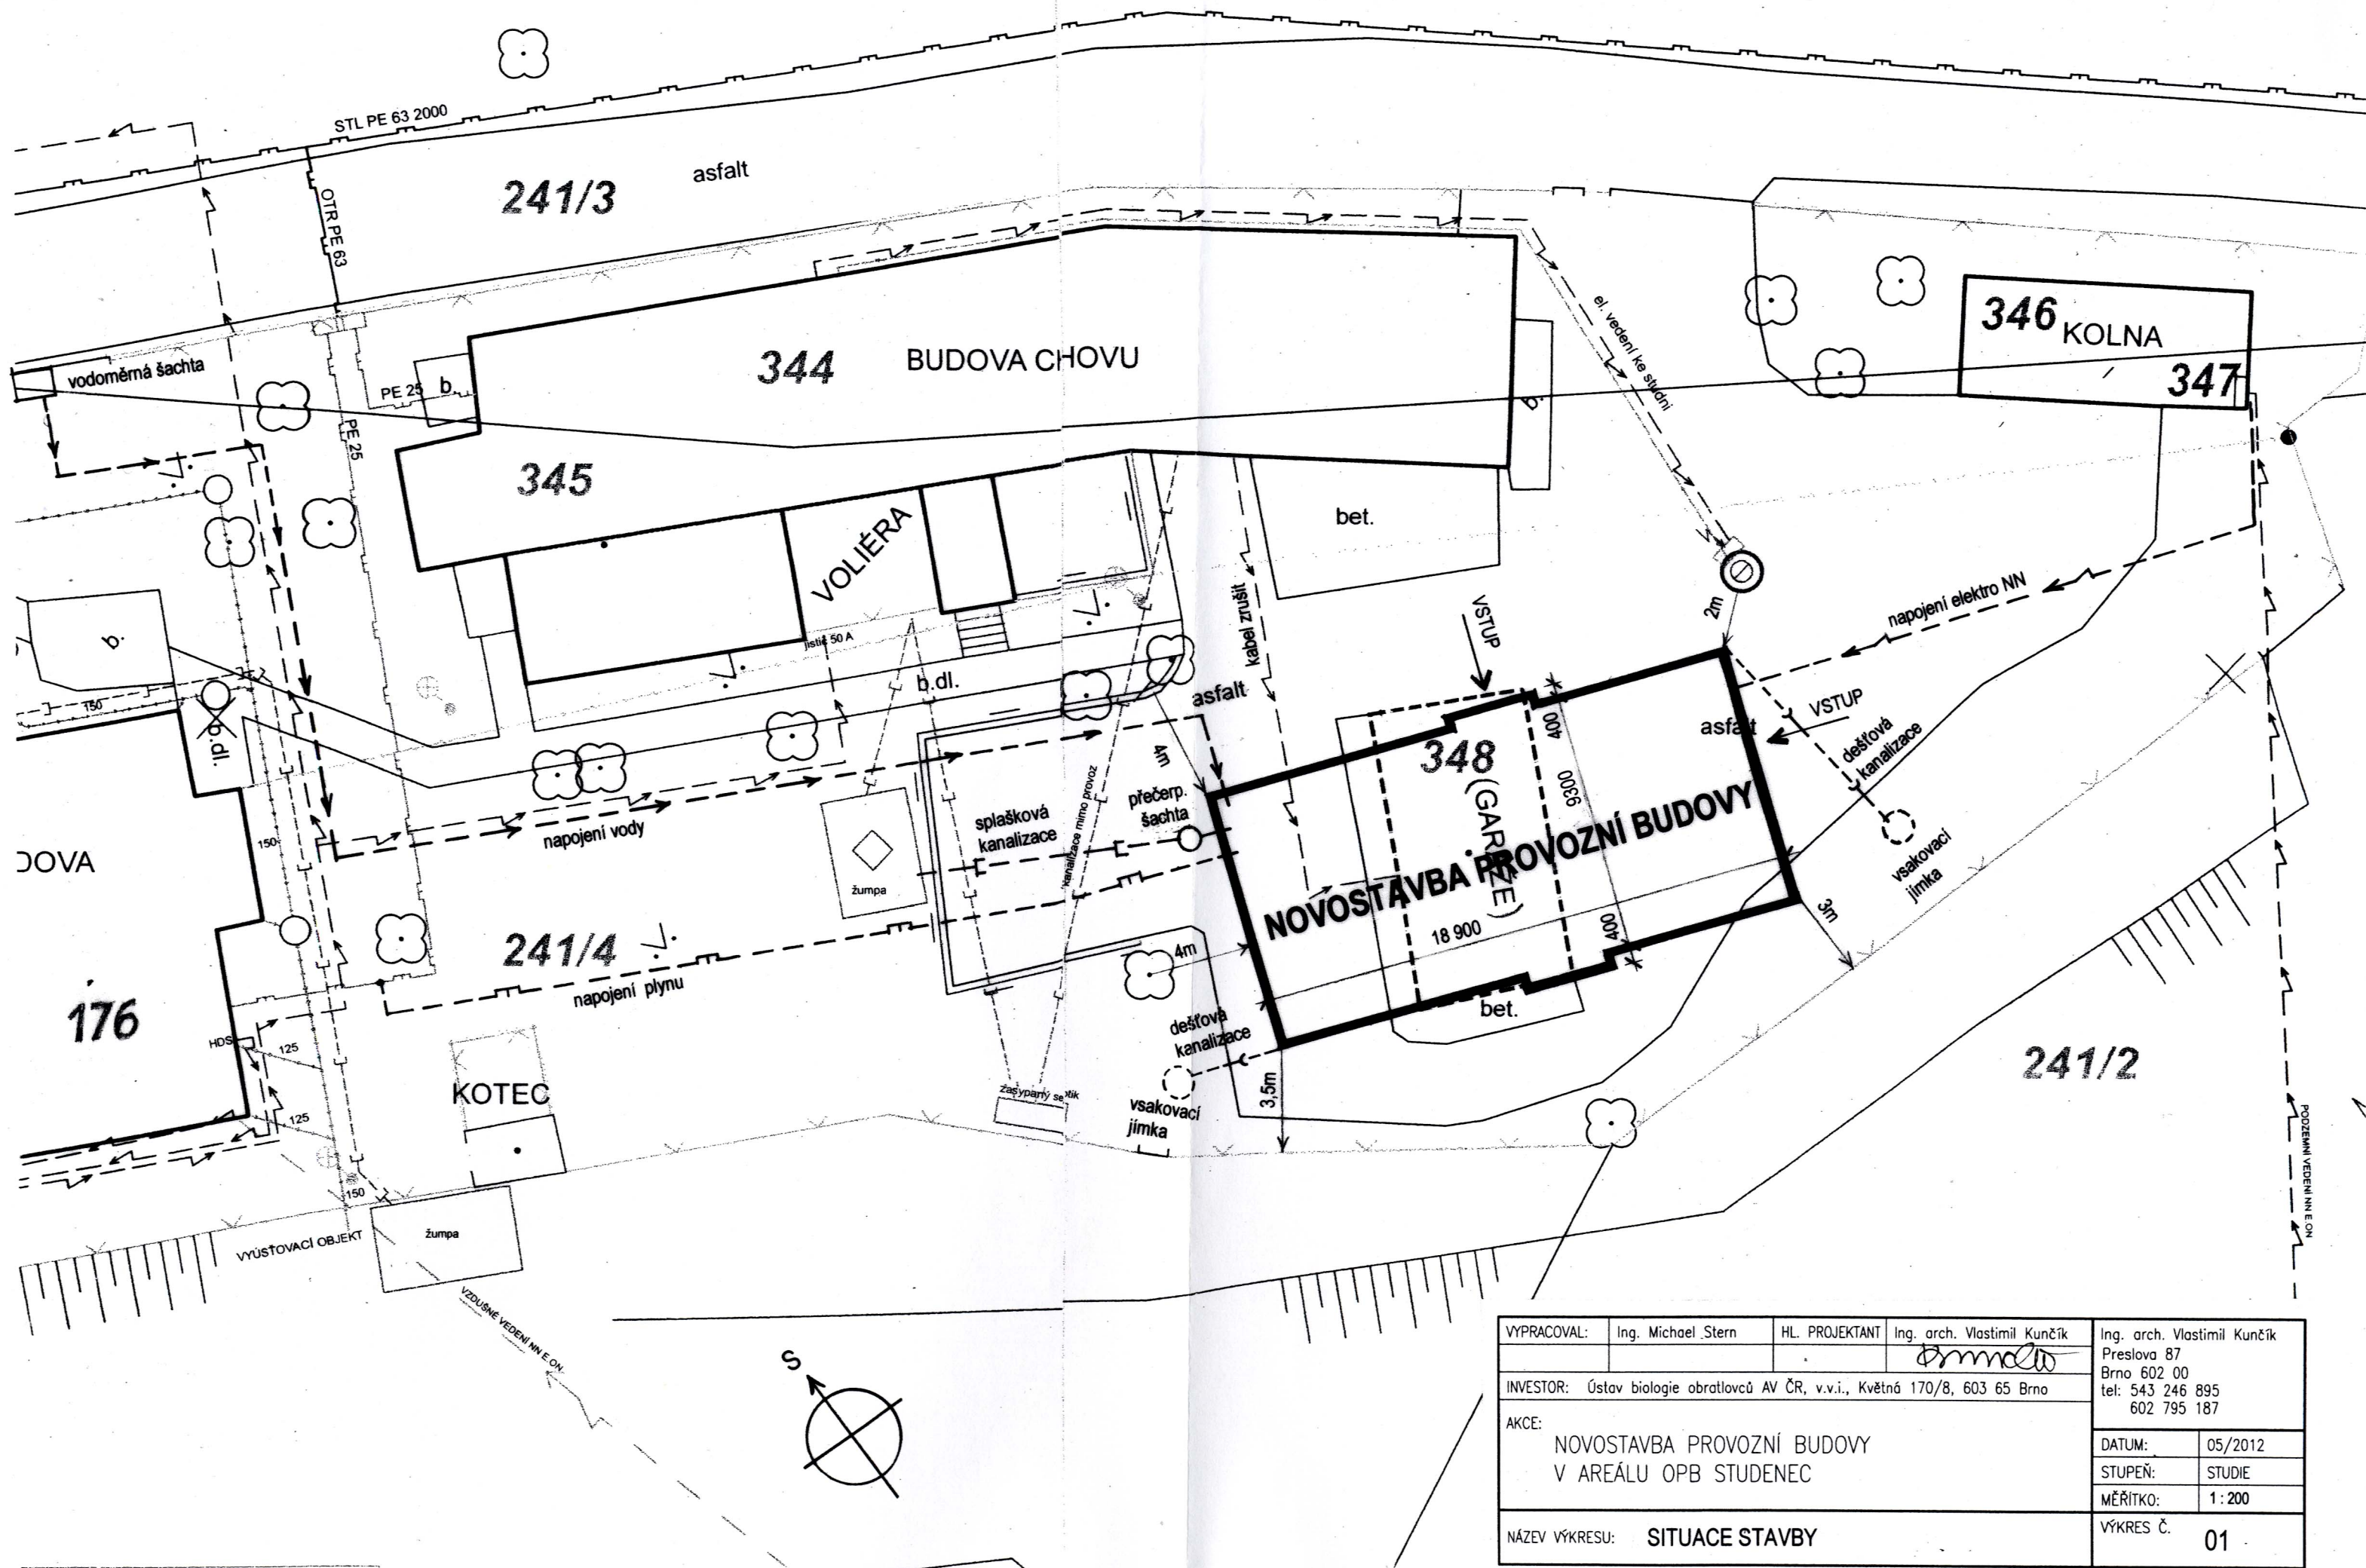 STL PE 63 2000
241/3
asfalt
OTR PE 63
vodoměrná šachta
PE 25
b.
PE 25
344
BUDOVA CHOVU
345
b.
346
KOLNA
347
el. vedení ke studni
VOLIÉRA
bet.
kabel zrušit
VSTUP
2m
napojení elektro NN
b.
jistič 50 A
b.dl.
asfalt
150
b.dl.
4m
348
(GARÁŽE)
400
9300
asfalt
VSTUP
dešťová
kanalizace
NOVOSTAVBA PROVOZNÍ BUDOVY
18 900
400
3m
vsakovací
jímka
napojení vody
splašková
kanalizace
kanalizace mimo provoz
přečerp.
šachta
žumpa
150
DOVA
241/4
napojení plynu
4m
bet.
176
HDS
125
125
150
KOTEC
zasypaný septik
dešťová
kanalizace
vsakovací
jímka
3,5m
241/2
PODZEMNÍ VEDENÍ NN E.ON
VYÚSŤOVACÍ OBJEKT
žumpa
VZDUŠNÉ VEDENÍ NN E.ON
S
VYPRACOVAL: Ing. Michael Stern HL. PROJEKTANT Ing. arch. Vlastimil Kunčík
INVESTOR: Ústav biologie obratlovců AV ČR, v.v.i., Květná 170/8, 603 65 Brno
AKCE:
NOVOSTAVBA PROVOZNÍ BUDOVY
V AREÁLU OPB STUDENEC
NÁZEV VÝKRESU: SITUACE STAVBY
Ing. arch. Vlastimil Kunčík
Preslova 87
Brno 602 00
tel: 543 246 895
602 795 187
DATUM: 05/2012
STUPEŇ: STUDIE
MĚŘÍTKO: 1:200
VÝKRES Č. 01